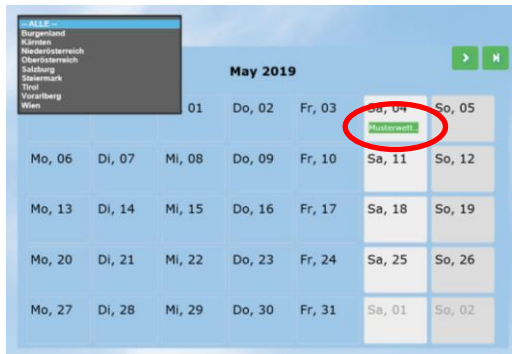 -- ALLE --
Burgenland
Kärnten
Niederösterreich
Oberösterreich
Salzburg
Steiermark
Tirol
Vorarlberg
Wien
May 2019
01
Do, 02
Fr, 03
Sa, 04
So, 05
Musterwett...
Mo, 06
Di, 07
Mi, 08
Do, 09
Fr, 10
Sa, 11
So, 12
Mo, 13
Di, 14
Mi, 15
Do, 16
Fr, 17
Sa, 18
So, 19
Mo, 20
Di, 21
Mi, 22
Do, 23
Fr, 24
Sa, 25
So, 26
Mo, 27
Di, 28
Mi, 29
Do, 30
Fr, 31
Sa, 01
So, 02